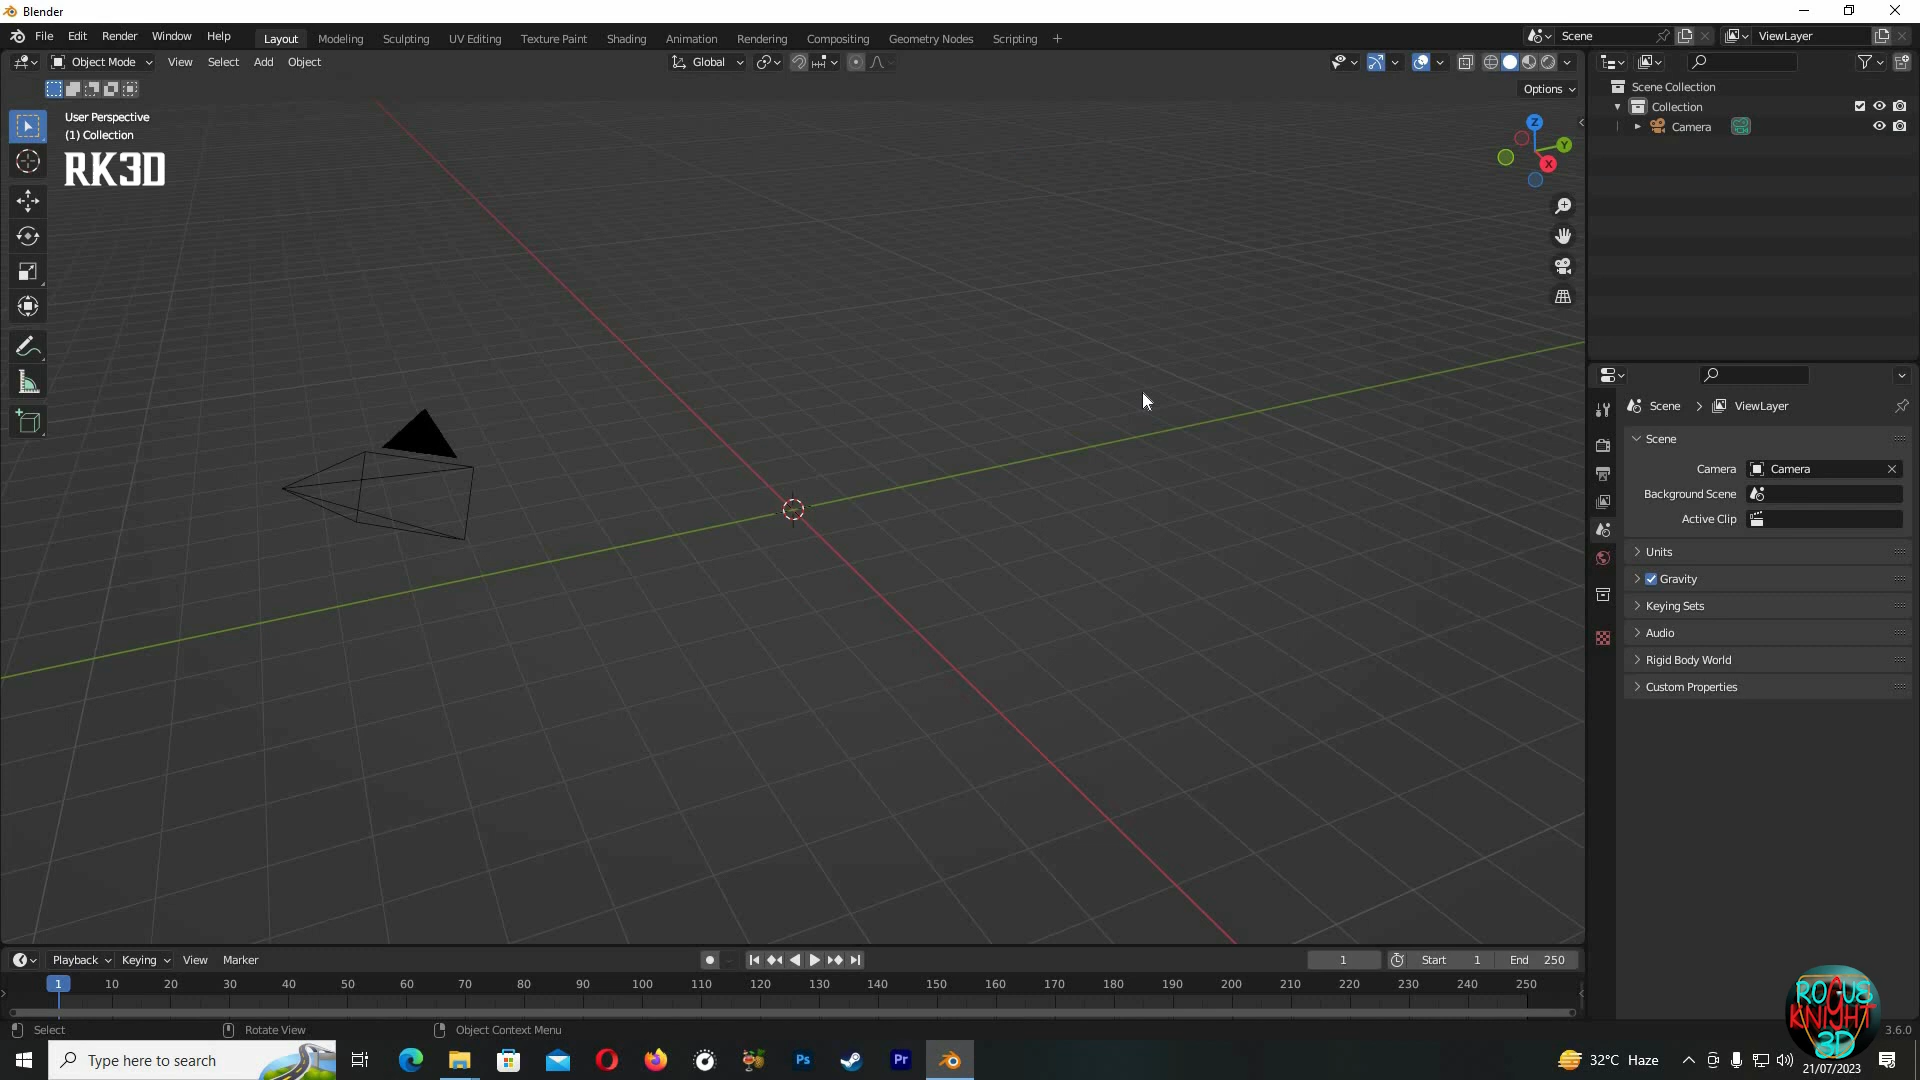 Blender
File Edit Render Window Help Layout Modeling Sculpting UV Editing Texture Paint Shading Animation Rendering Compositing Geometry Nodes Scripting + Scene ViewLayer
Object Mode View Select Add Object Global
Options
User Perspective
(1) Collection
RK3D
Z
Y
X
Scene Collection
Collection
Camera
Scene > ViewLayer
Scene
Camera Camera
Background Scene
Active Clip
Units
Gravity
Keying Sets
Audio
Rigid Body World
Custom Properties
Playback Keying View Marker 1 Start 1 End 250
1 10 20 30 40 50 60 70 80 90 100 110 120 130 140 150 160 170 180 190 200 210 220 230 240 250
Select Rotate View Object Context Menu 3.6.0
ROGUE
KNIGHT
3D
Type here to search Ps Pr 32°C Haze
21/07/2023